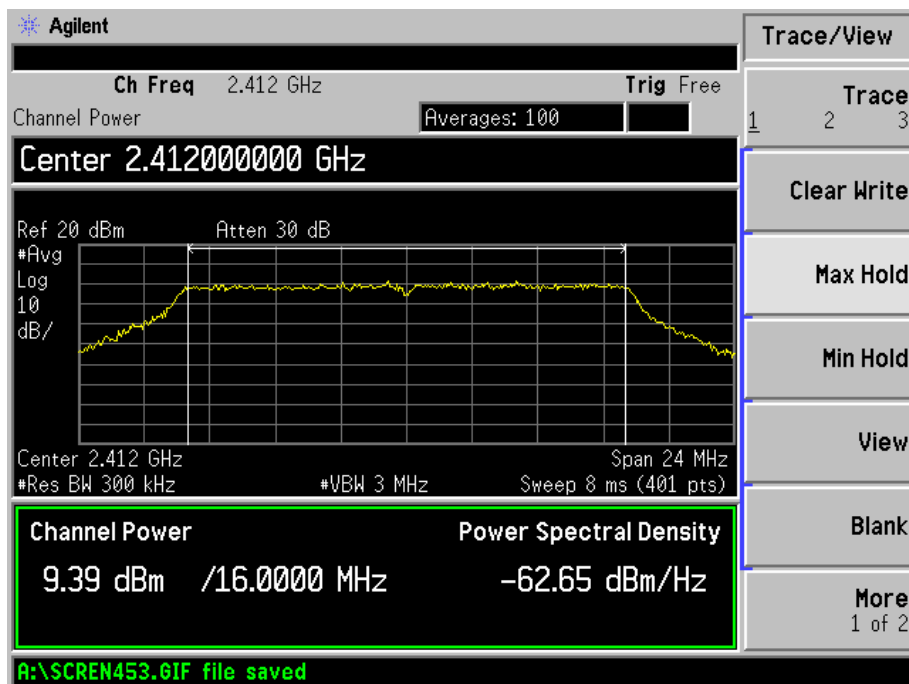 Agilent
Trace/View
Ch Freq 2.412 GHz Trig Free
Channel Power Averages: 100
Trace
1 2 3
Center 2.412000000 GHz
Clear Write
Ref 20 dBm Atten 30 dB
#Avg
Log
10
dB/
Max Hold
Min Hold
View
Center 2.412 GHz Span 24 MHz
#Res BW 300 kHz #VBW 3 MHz Sweep 8 ms (401 pts)
Channel Power Power Spectral Density
Blank
9.39 dBm /16.0000 MHz -62.65 dBm/Hz
More
1 of 2
A:\SCREN453.GIF file saved